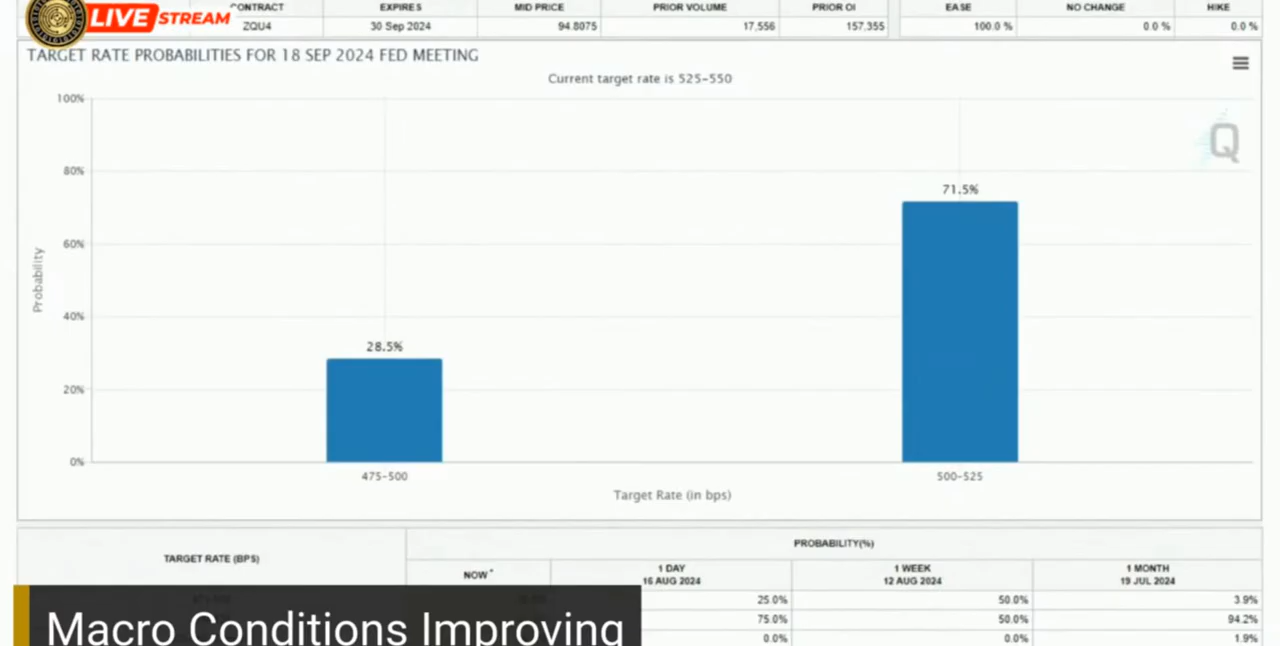 LIVE STREAM
CONTRACT EXPIRES MID PRICE PRIOR VOLUME PRIOR OI EASE NO CHANGE HIKE
ZQU4 30 Sep 2024 94.8075 17,556 157,355 100.0 % 0.0 % 0.0 %
TARGET RATE PROBABILITIES FOR 18 SEP 2024 FED MEETING
Current target rate is 525-550
100%
Q
80%
71.5%
60%
Probability
40%
28.5%
20%
0%
475-500 500-525
Target Rate (in bps)
TARGET RATE (BPS) PROBABILITY(%)
NOW * 1 DAY 1 WEEK 1 MONTH
16 AUG 2024 12 AUG 2024 19 JUL 2024
25.0% 50.0% 3.9%
75.0% 50.0% 94.2%
0.0% 0.0% 1.9%
Macro Conditions Improving